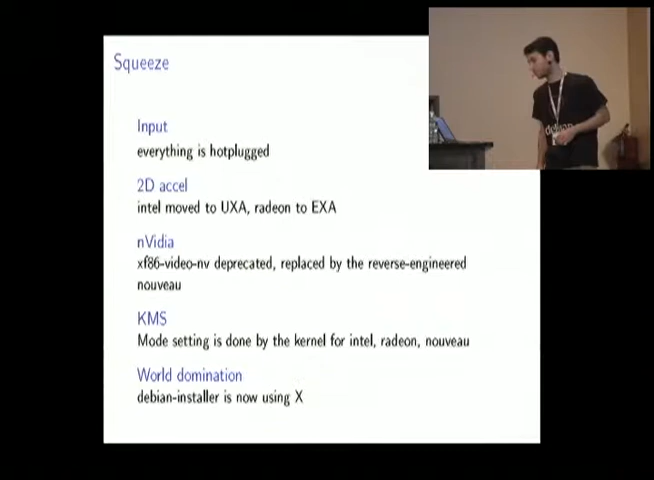 Squeeze
Input
everything is hotplugged
2D accel
intel moved to UXA, radeon to EXA
nVidia
xf86-video-nv deprecated, replaced by the reverse-engineered
nouveau
KMS
Mode setting is done by the kernel for intel, radeon, nouveau
World domination
debian-installer is now using X
debian